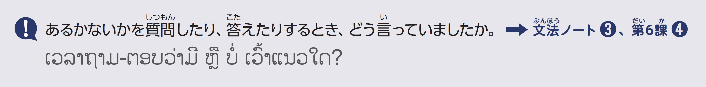 ! あるかないかを質問したり、答えたりするとき、どう言っていましたか。 → 文法ノート ❸ 、第6課 ❹
ເວລາຖາມ-ຕອບວ່າມີ ຫຼື ບໍ່ ເວົ້າແນວໃດ?